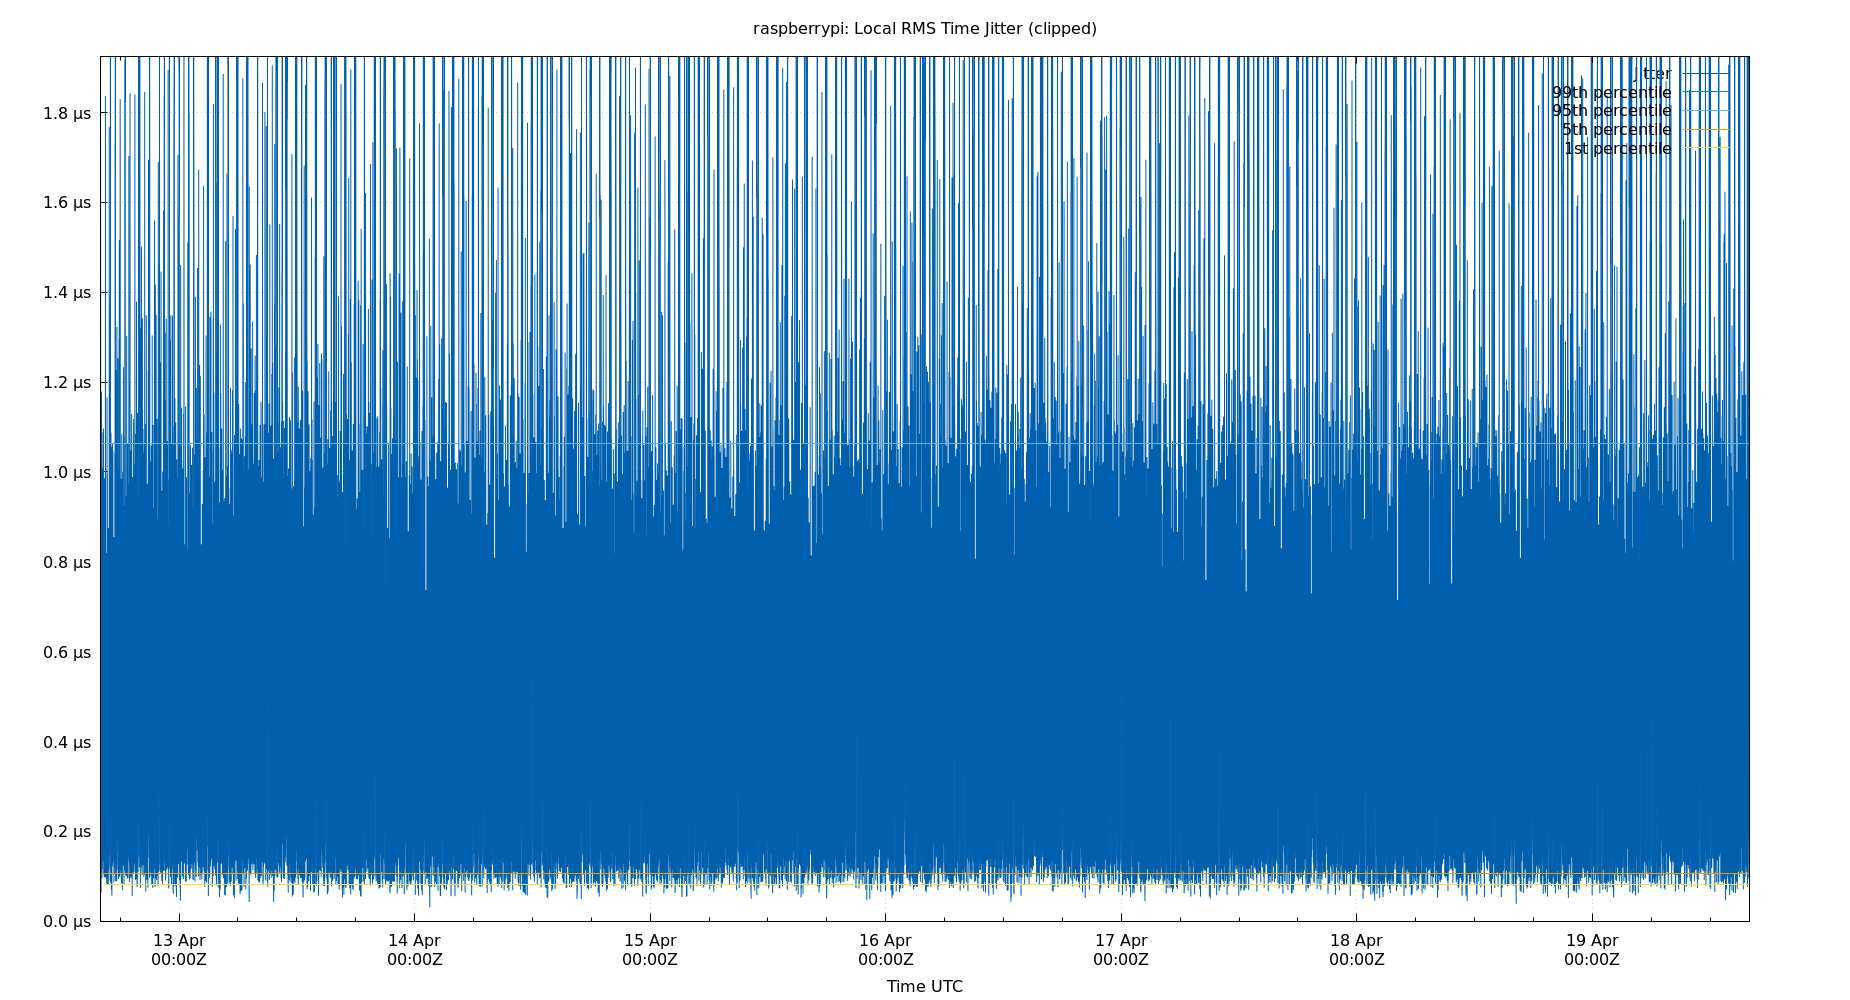 raspberrypi: Local RMS Time Jitter (clipped)
jitter
99th percentile
95th percentile
5th percentile
1st percentile
1.8 µs
1.6 µs
1.4 µs
1.2 µs
1.0 µs
0.8 µs
0.6 µs
0.4 µs
0.2 µs
0.0 µs
13 Apr 14 Apr 15 Apr 16 Apr 17 Apr 18 Apr 19 Apr
00:00Z 00:00Z 00:00Z 00:00Z 00:00Z 00:00Z 00:00Z
Time UTC